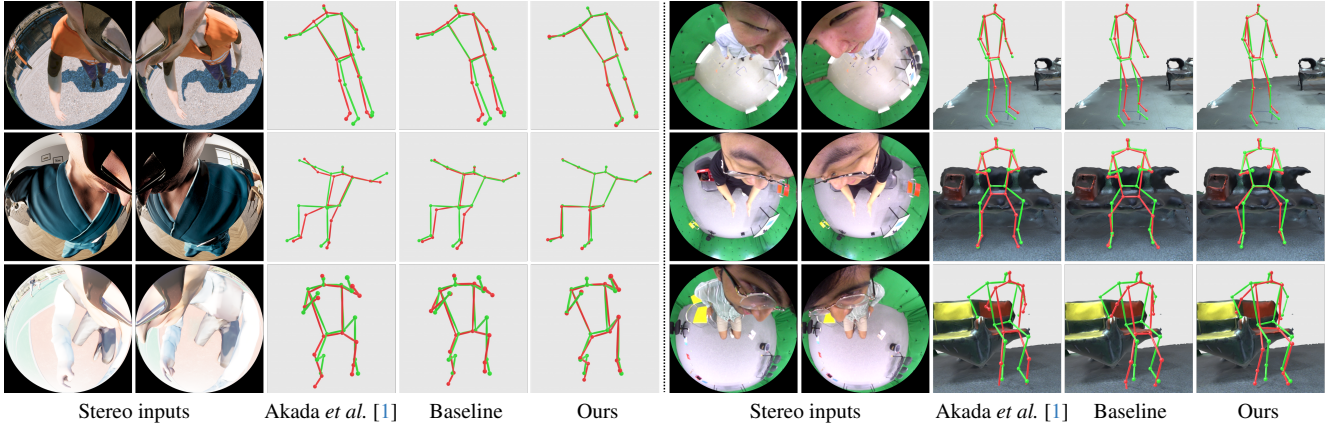 Stereo inputs Akada et al. [1] Baseline Ours Stereo inputs Akada et al. [1] Baseline Ours